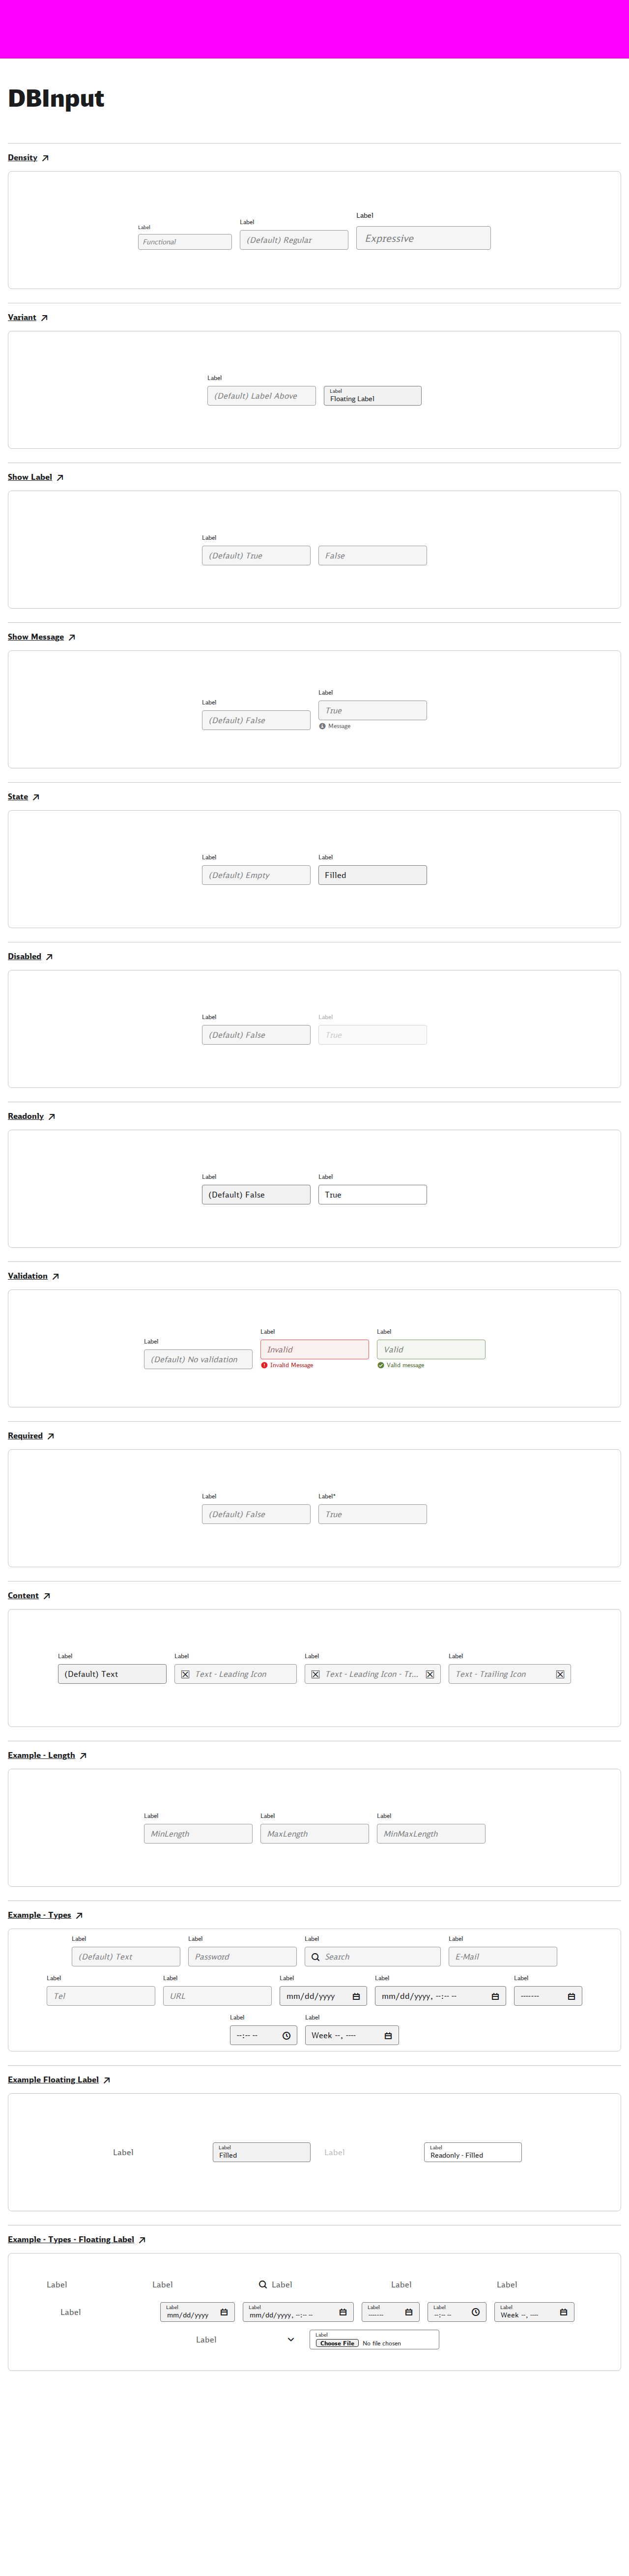 DBInput
Density
Label Label Label
Functional (Default) Regular Expressive
Variant
Label
(Default) Label Above Label Floating Label
Show Label
Label
(Default) True False
Show Message
Label Label
(Default) False True
Message
State
Label Label
(Default) Empty Filled
Disabled
Label Label
(Default) False True
Readonly
Label Label
(Default) False True
Validation
Label Label Label
(Default) No validation Invalid Valid
Invalid Message Valid message
Required
Label Label*
(Default) False True
Content
Label Label Label Label
(Default) Text Text - Leading Icon Text - Leading Icon - Tr... Text - Trailing Icon
Example - Length
Label Label Label
MinLength MaxLength MinMaxLength
Example - Types
Label Label Label Label
(Default) Text Password Search E-Mail
Label Label Label Label Label
Tel URL mm/dd/yyyy mm/dd/yyyy, --:-- -- -------
Label Label
--:-- -- Week --, ----
Example Floating Label
Label Label Filled Label Label Readonly - Filled
Example - Types - Floating Label
Label Label Label Label Label
Label Label Label Label Label Label
mm/dd/yyyy mm/dd/yyyy, --:-- -- ------- --:-- -- Week --, ----
Label Label
Choose File No file chosen